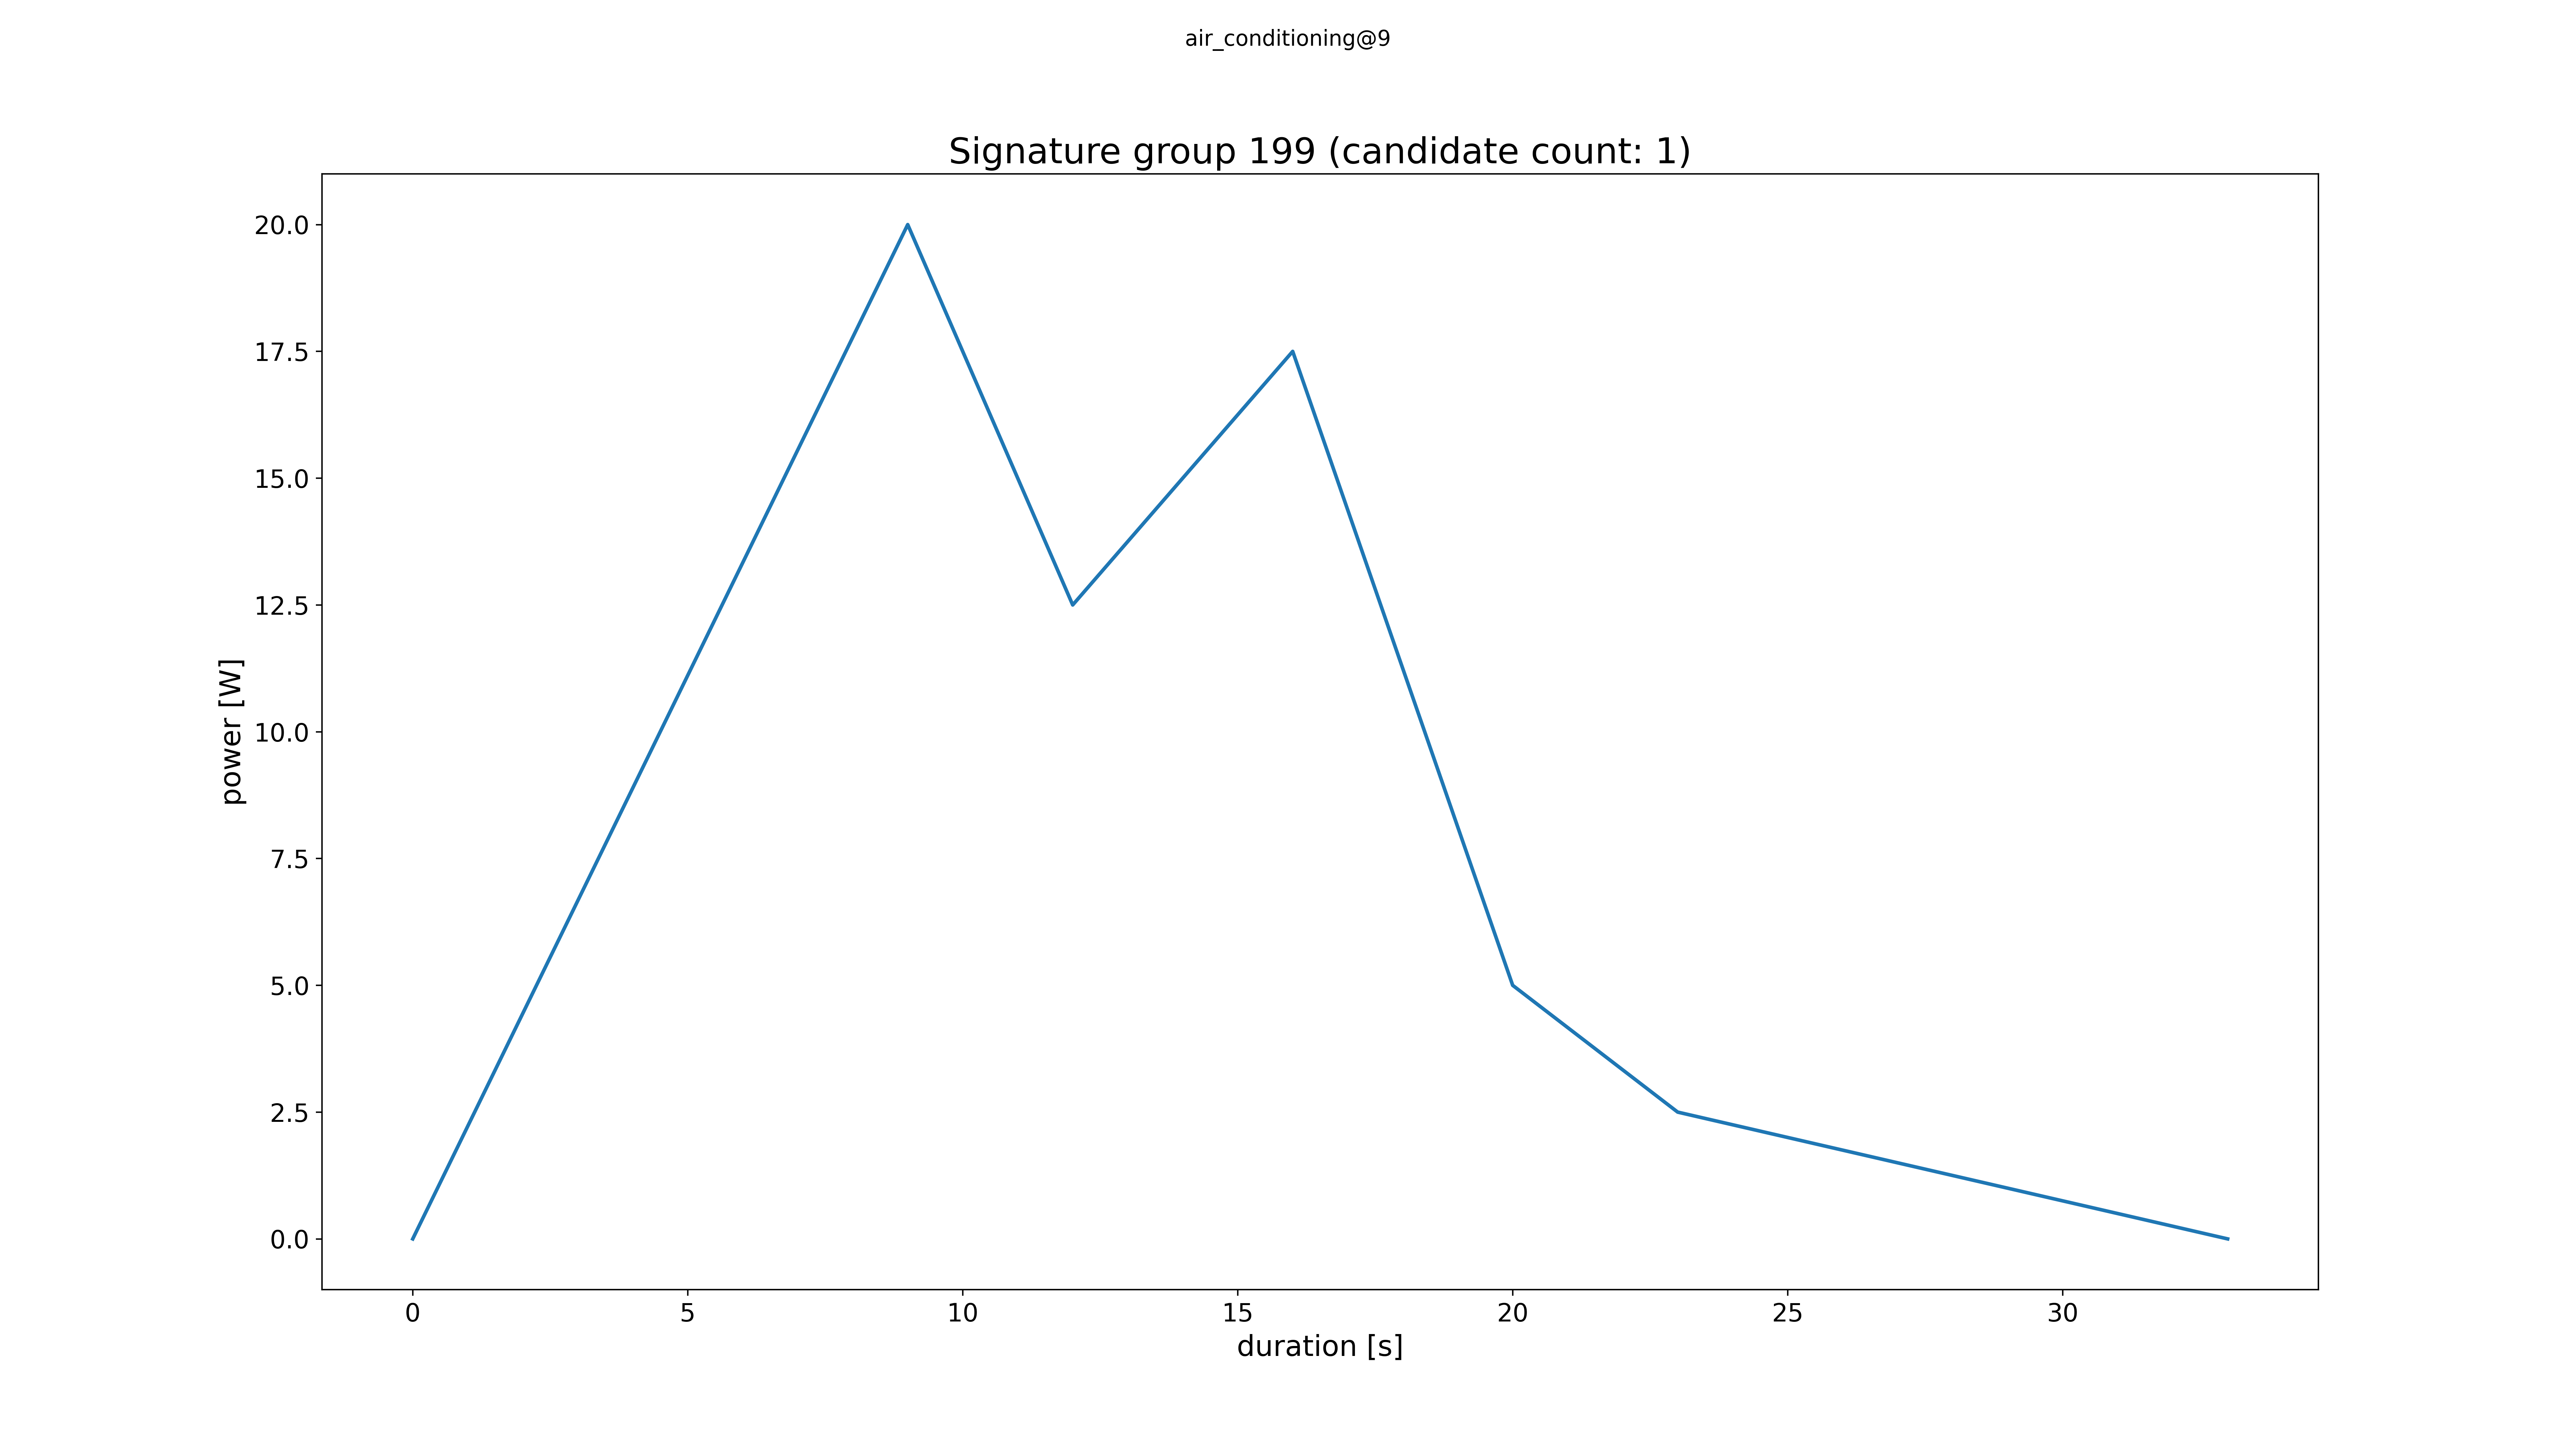 air_conditioning@9
Signature group 199 (candidate count: 1)
power [W]
20.0
17.5
15.0
12.5
10.0
7.5
5.0
2.5
0.0
0 5 10 15 20 25 30
duration [s]